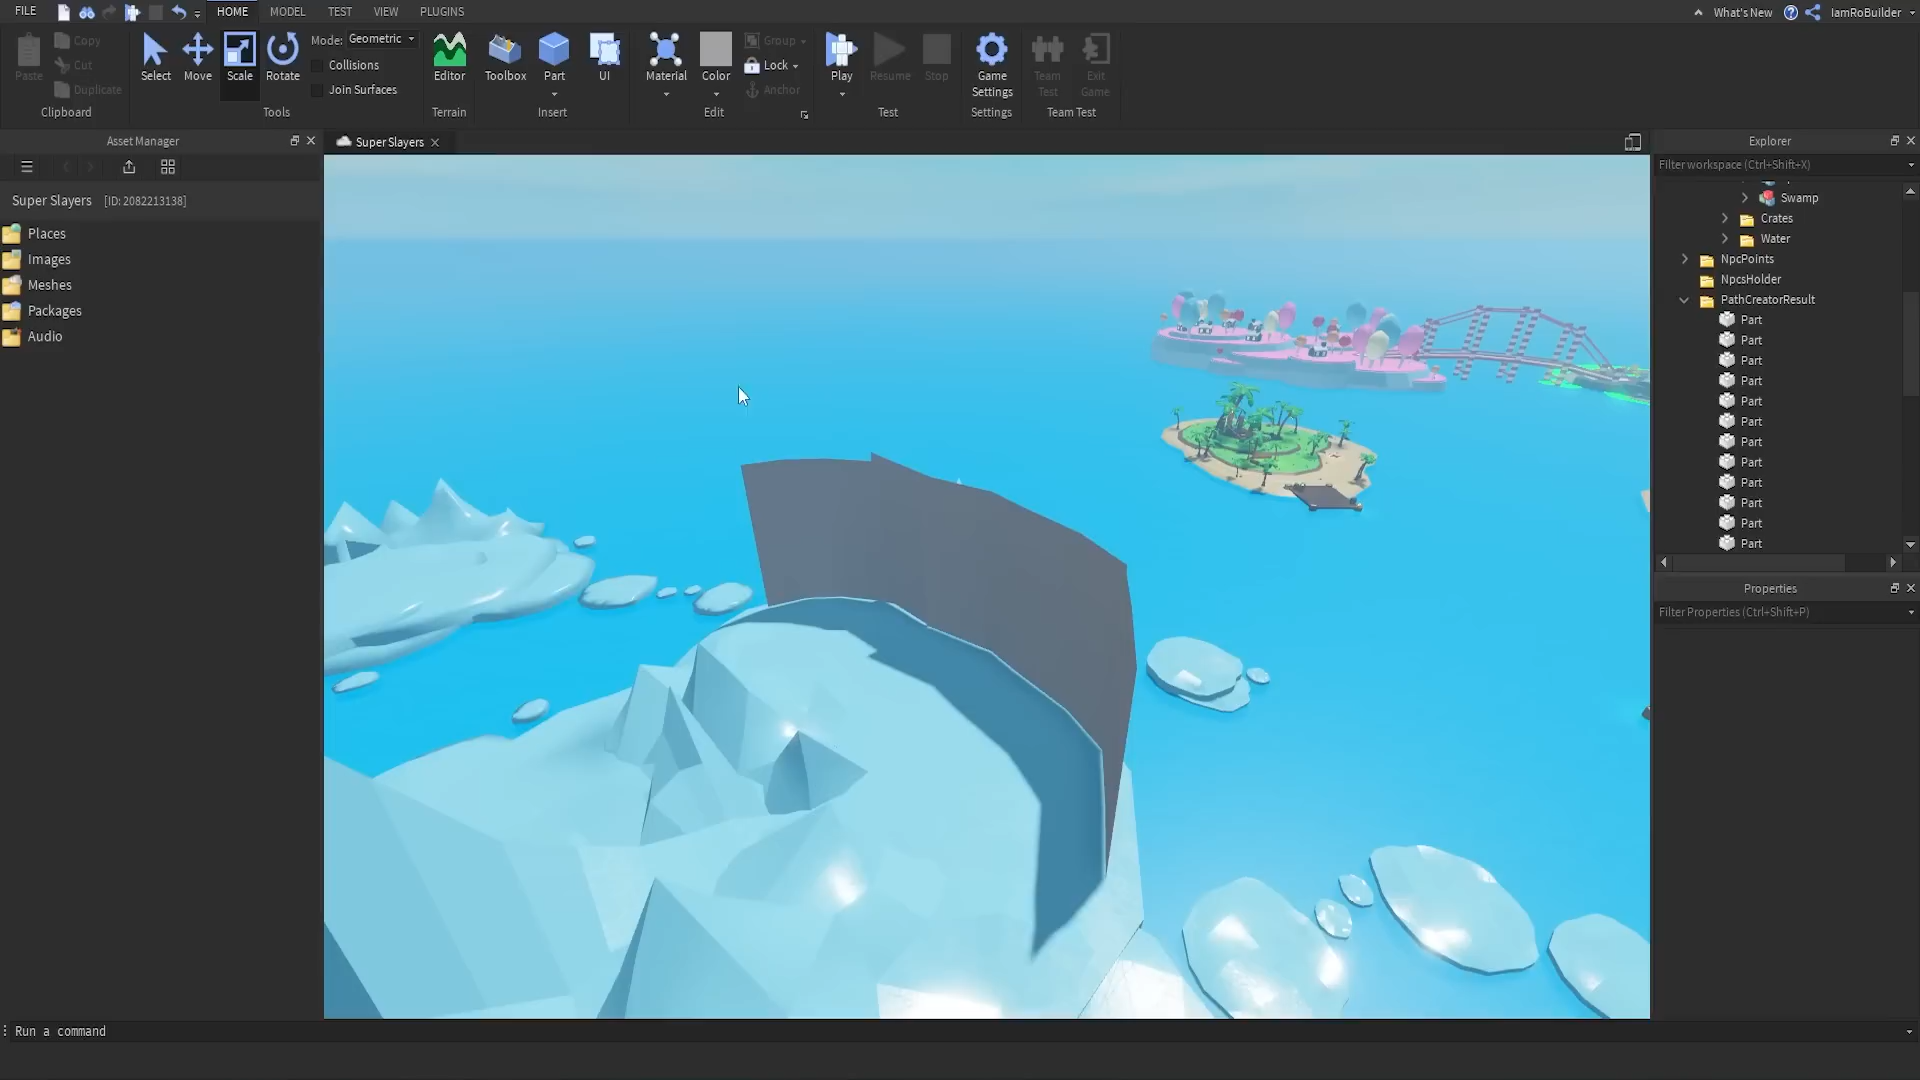 FILE
HOME
MODEL
TEST
VIEW
PLUGINS
What's New
IamRoBuilder
Paste
Copy
Cut
Duplicate
Clipboard
Select
Move
Scale
Rotate
Mode: Geometric
Collisions
Join Surfaces
Tools
Editor
Terrain
Toolbox
Part
UI
Insert
Material
Color
Group
Lock
Anchor
Edit
Play
Resume
Stop
Test
Game
Settings
Settings
Team
Test
Exit
Game
Team Test
Asset Manager
Super Slayers [ID: 2082213138]
Places
Images
Meshes
Packages
Audio
Super Slayers
Explorer
Filter workspace (Ctrl+Shift+X)
Swamp
Crates
Water
NpcPoints
NpcsHolder
PathCreatorResult
Part
Part
Part
Part
Part
Part
Part
Part
Part
Part
Part
Part
Properties
Filter Properties (Ctrl+Shift+P)
Run a command